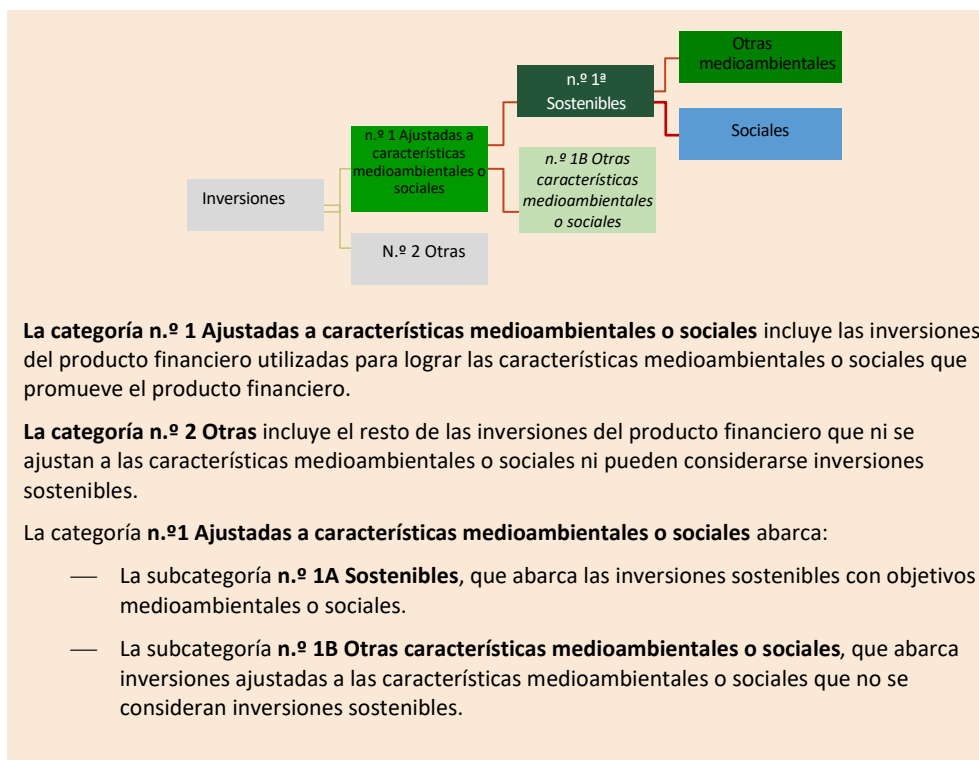 Otras
medioambientales
n.º 1ª
Sostenibles
Sociales
n.º 1 Ajustadas a
características
medioambientales o
sociales
n.º 1B Otras
características
medioambientales
o sociales
Inversiones
N.º 2 Otras
La categoría n.º 1 Ajustadas a características medioambientales o sociales incluye las inversiones
del producto financiero utilizadas para lograr las características medioambientales o sociales que
promueve el producto financiero.
La categoría n.º 2 Otras incluye el resto de las inversiones del producto financiero que ni se
ajustan a las características medioambientales o sociales ni pueden considerarse inversiones
sostenibles.
La categoría n.º1 Ajustadas a características medioambientales o sociales abarca:
— La subcategoría n.º 1A Sostenibles, que abarca las inversiones sostenibles con objetivos
medioambientales o sociales.
— La subcategoría n.º 1B Otras características medioambientales o sociales, que abarca
inversiones ajustadas a las características medioambientales o sociales que no se
consideran inversiones sostenibles.